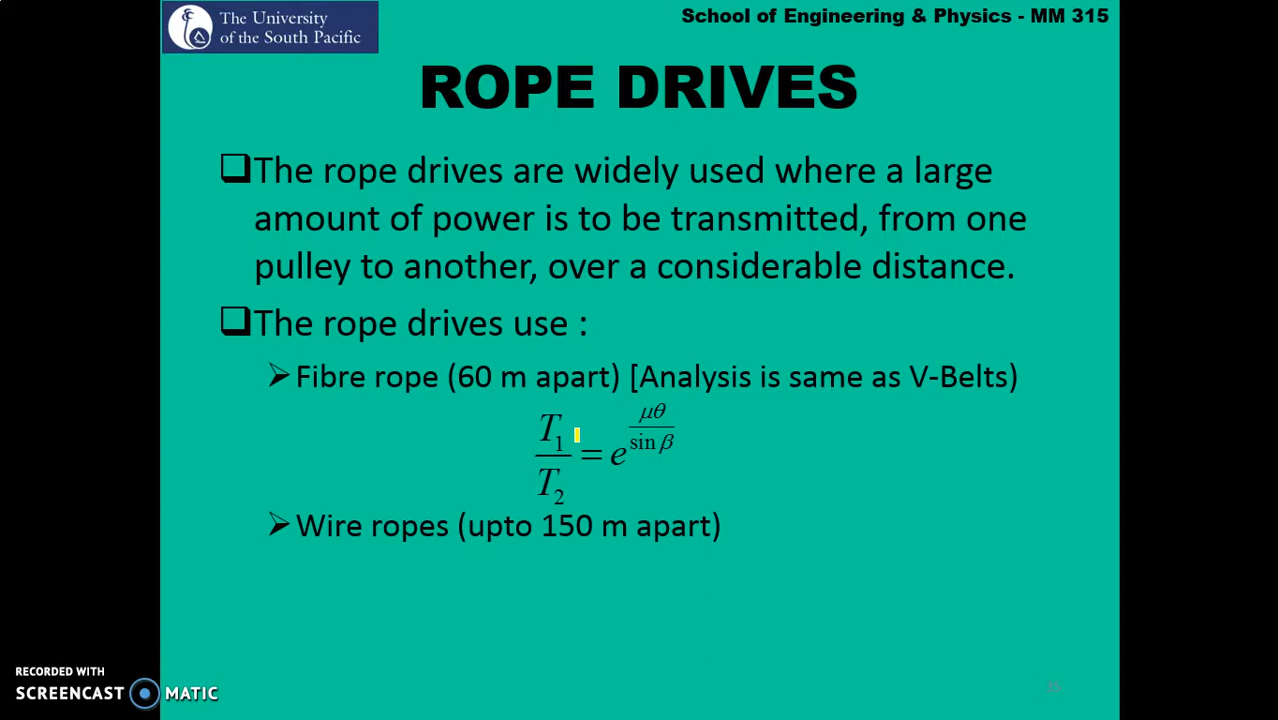 The University
of the South Pacific
School of Engineering & Physics - MM 315
ROPE DRIVES
The rope drives are widely used where a large
amount of power is to be transmitted, from one
pulley to another, over a considerable distance.
The rope drives use :
Fibre rope (60 m apart) [Analysis is same as V-Belts)
T₁/T₂ = e^(μθ/sin β)
Wire ropes (upto 150 m apart)
RECORDED WITH
SCREENCAST MATIC